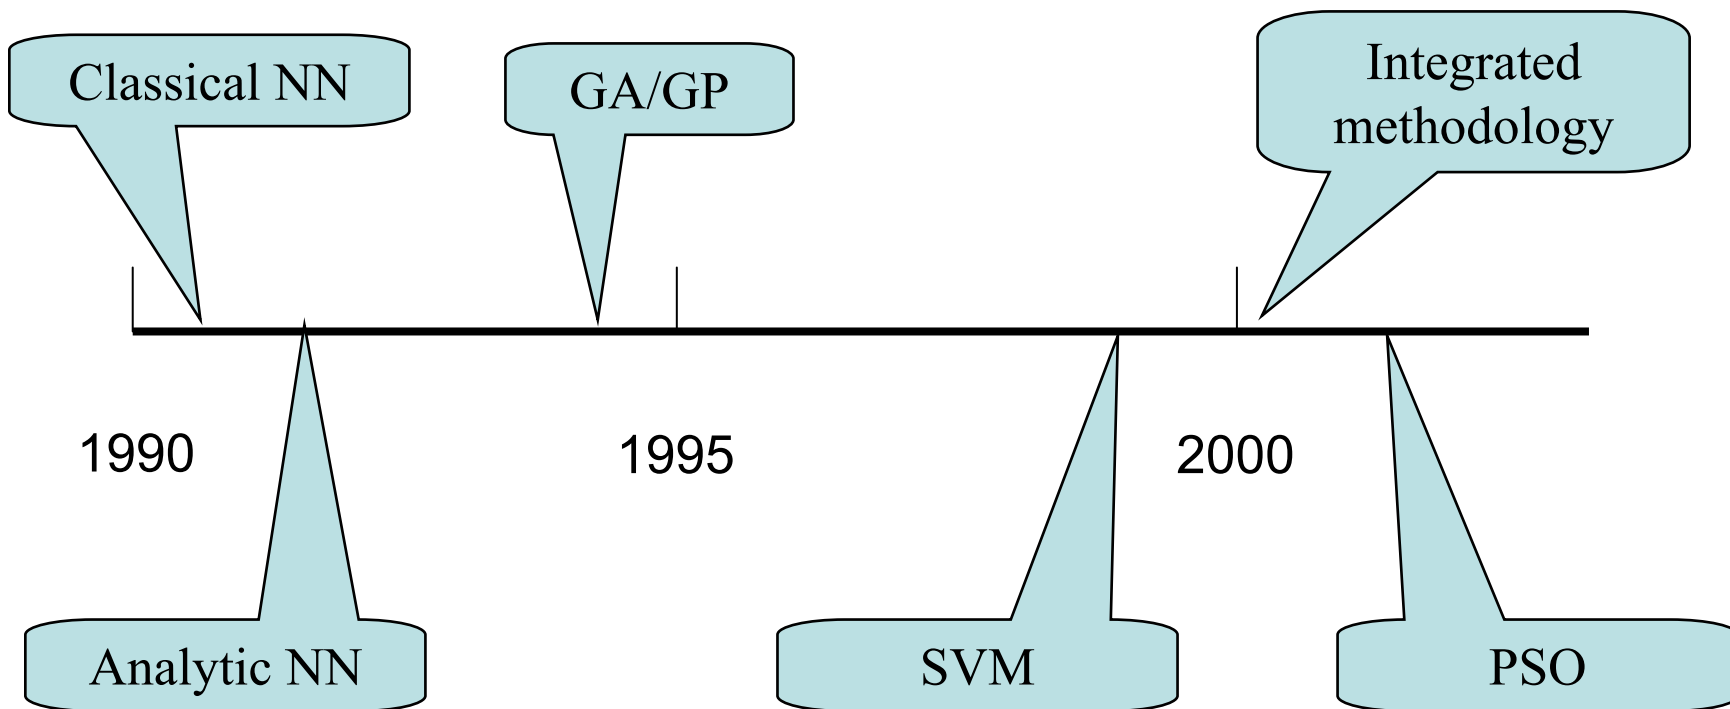 Classical NN
GA/GP
Integrated
methodology
1990
1995
2000
Analytic NN
SVM
PSO